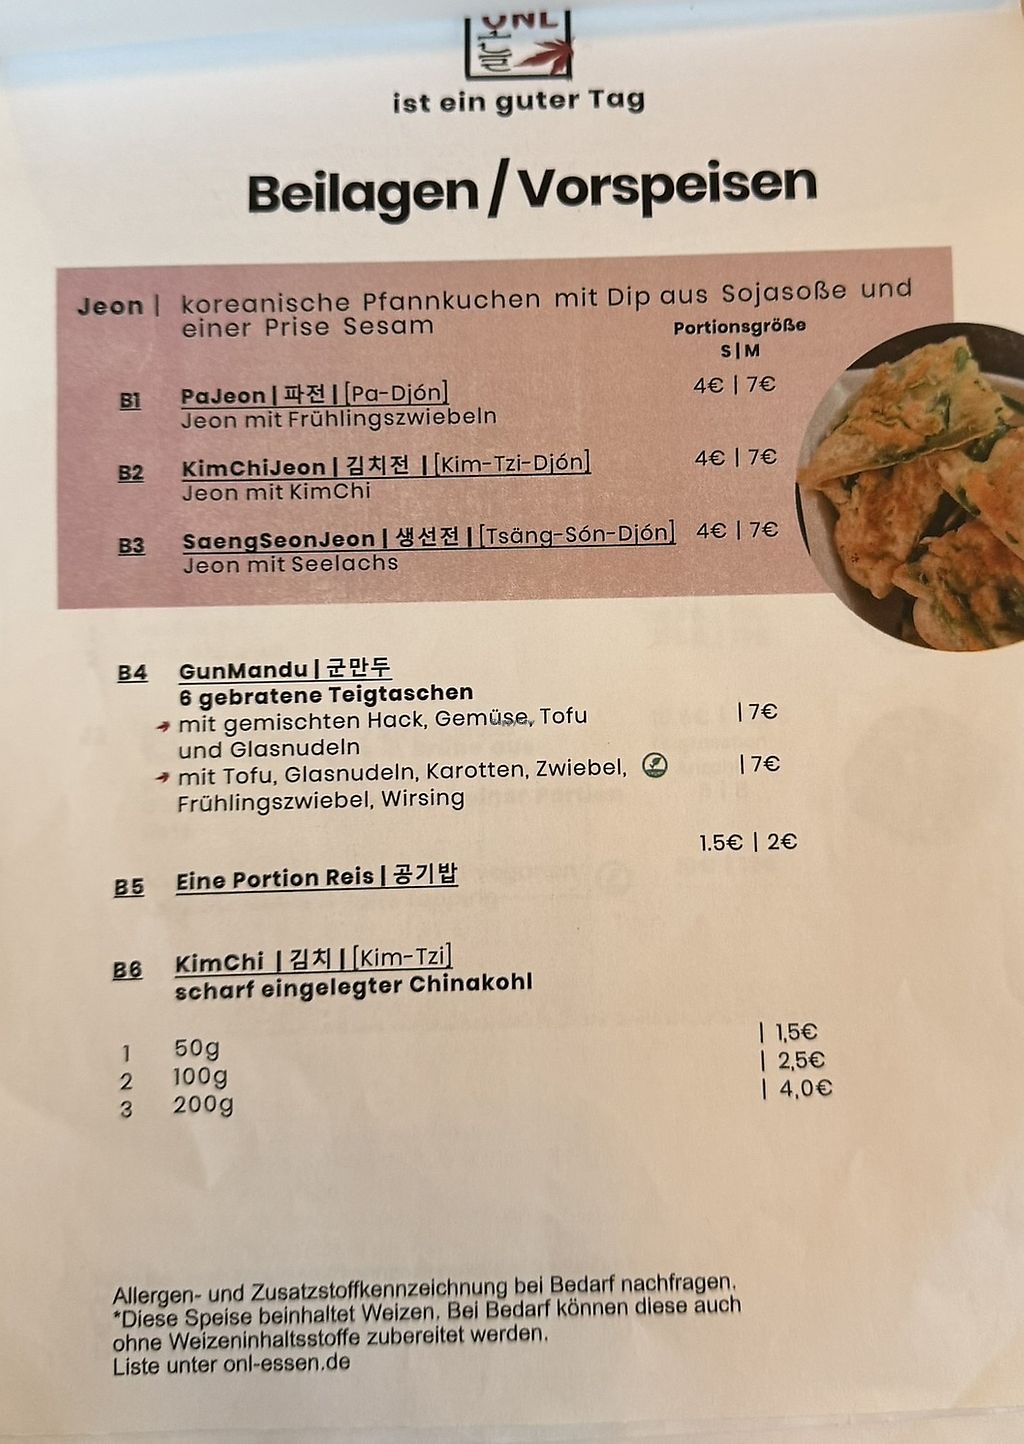 ONL
오늘
ist ein guter Tag
Beilagen / Vorspeisen
Jeon | koreanische Pfannkuchen mit Dip aus Sojasoße und
einer Prise Sesam
Portionsgröße
S | M
B1 PaJeon | 파전 | [Pa-Djón] 4€ | 7€
Jeon mit Frühlingszwiebeln
B2 KimChiJeon | 김치전 | [Kim-Tzi-Djón] 4€ | 7€
Jeon mit KimChi
B3 SaengSeonJeon | 생선전 | [Tsäng-Són-Djón] 4€ | 7€
Jeon mit Seelachs
B4 GunMandu | 군만두
6 gebratene Teigtaschen
mit gemischten Hack, Gemüse, Tofu | 7€
und Glasnudeln
mit Tofu, Glasnudeln, Karotten, Zwiebel, | 7€
Frühlingszwiebel, Wirsing
1.5€ | 2€
B5 Eine Portion Reis | 공기밥
B6 KimChi | 김치 | [Kim-Tzi]
scharf eingelegter Chinakohl
1 50g | 1,5€
2 100g | 2,5€
3 200g | 4,0€
Allergen- und Zusatzstoffkennzeichnung bei Bedarf nachfragen.
*Diese Speise beinhaltet Weizen. Bei Bedarf können diese auch
ohne Weizeninhaltsstoffe zubereitet werden.
Liste unter onl-essen.de